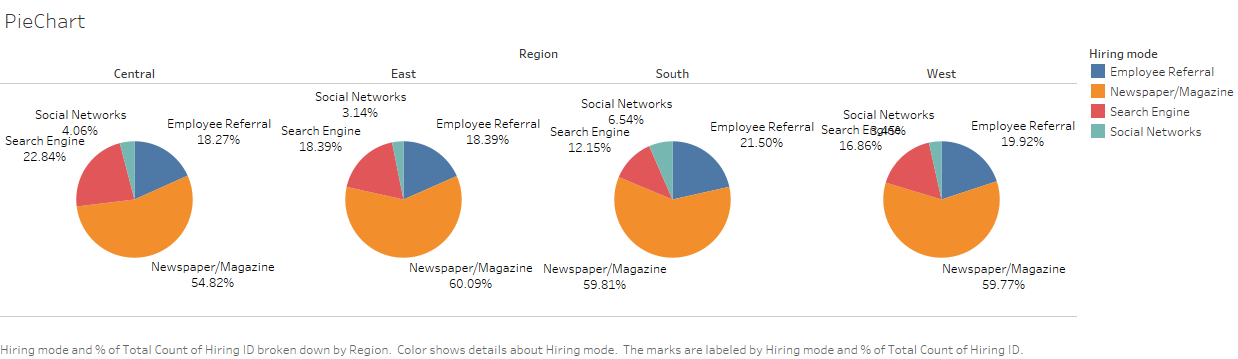 PieChart
Region
Central
East
South
West
Social Networks
4.06%
Search Engine
22.84%
Employee Referral
18.27%
Newspaper/Magazine
54.82%
Social Networks
3.14%
Search Engine
18.39%
Employee Referral
18.39%
Newspaper/Magazine
60.09%
Social Networks
6.54%
Search Engine
12.15%
Employee Referral
21.50%
Newspaper/Magazine
59.81%
Social Networks
3.45%
Search Engine
16.86%
Employee Referral
19.92%
Newspaper/Magazine
59.77%
Hiring mode
Employee Referral
Newspaper/Magazine
Search Engine
Social Networks
Hiring mode and % of Total Count of Hiring ID broken down by Region.  Color shows details about Hiring mode.  The marks are labeled by Hiring mode and % of Total Count of Hiring ID.